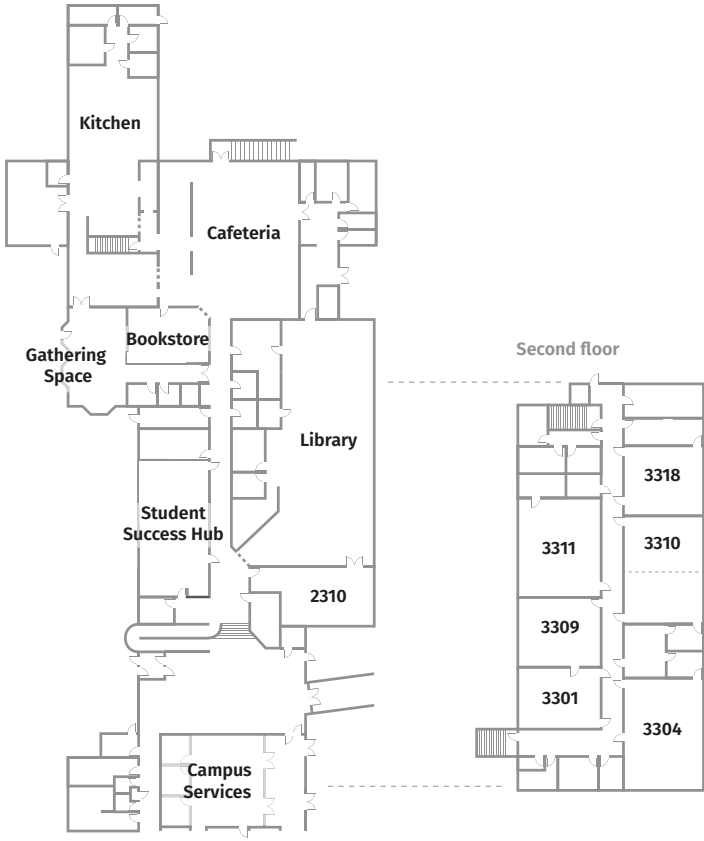 Kitchen
Cafeteria
Bookstore
Gathering
Space
Library
Student
Success Hub
2310
Campus
Services
Second floor
3318
3311
3310
3309
3301
3304